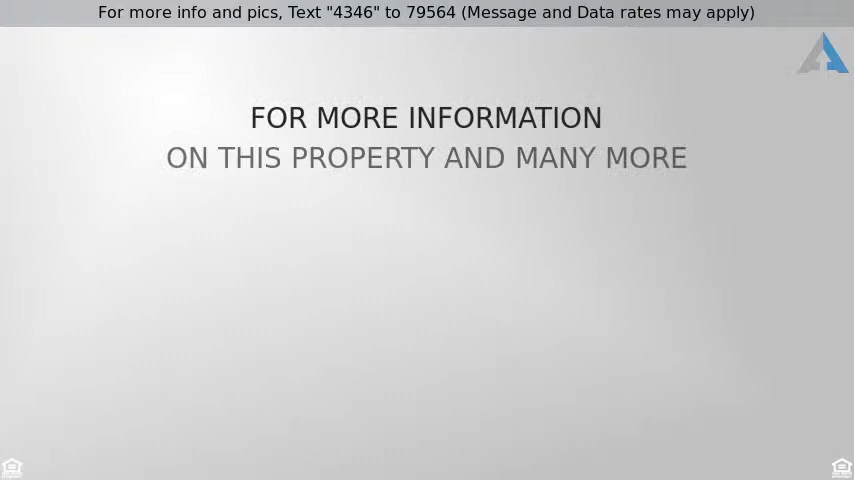 For more info and pics, Text "4346" to 79564 (Message and Data rates may apply)
FOR MORE INFORMATION
ON THIS PROPERTY AND MANY MORE